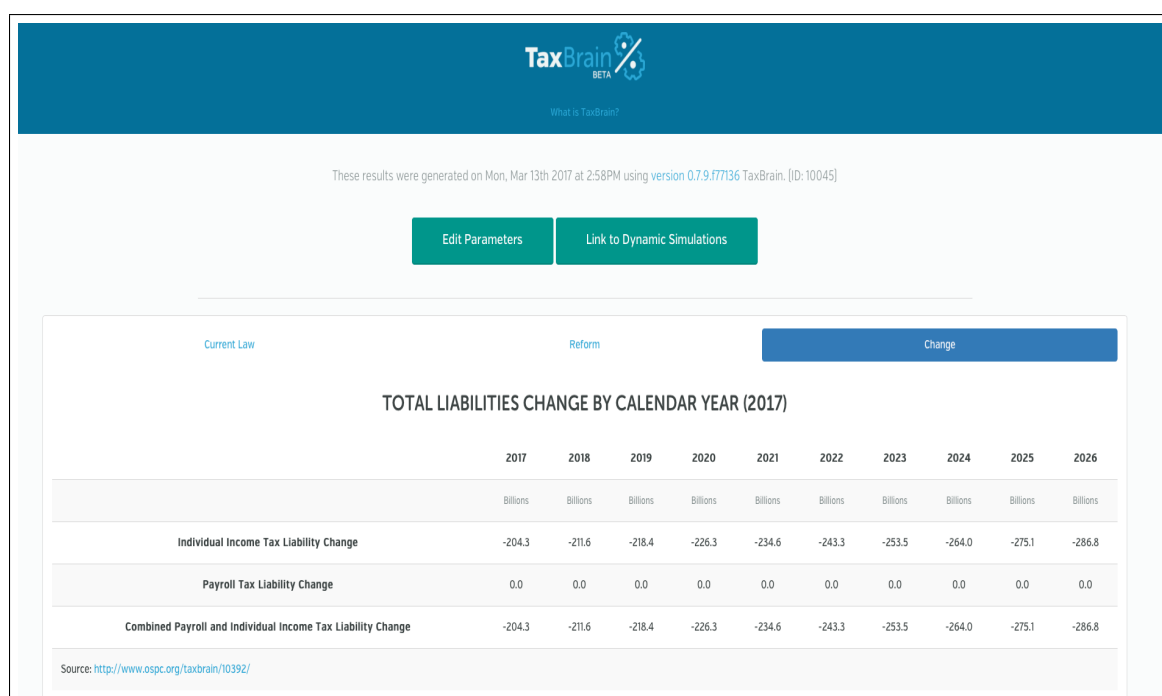 TaxBrain
BETA
What is TaxBrain?
These results were generated on Mon, Mar 13th 2017 at 2:58PM using version 0.7.9.f77136 TaxBrain. [ID: 10045]
Edit Parameters Link to Dynamic Simulations
Current Law Reform Change
TOTAL LIABILITIES CHANGE BY CALENDAR YEAR (2017)
2017 2018 2019 2020 2021 2022 2023 2024 2025 2026
Billions Billions Billions Billions Billions Billions Billions Billions Billions Billions
Individual Income Tax Liability Change -204.3 -211.6 -218.4 -226.3 -234.6 -243.3 -253.5 -264.0 -275.1 -286.8
Payroll Tax Liability Change 0.0 0.0 0.0 0.0 0.0 0.0 0.0 0.0 0.0 0.0
Combined Payroll and Individual Income Tax Liability Change -204.3 -211.6 -218.4 -226.3 -234.6 -243.3 -253.5 -264.0 -275.1 -286.8
Source: http://www.ospc.org/taxbrain/10392/